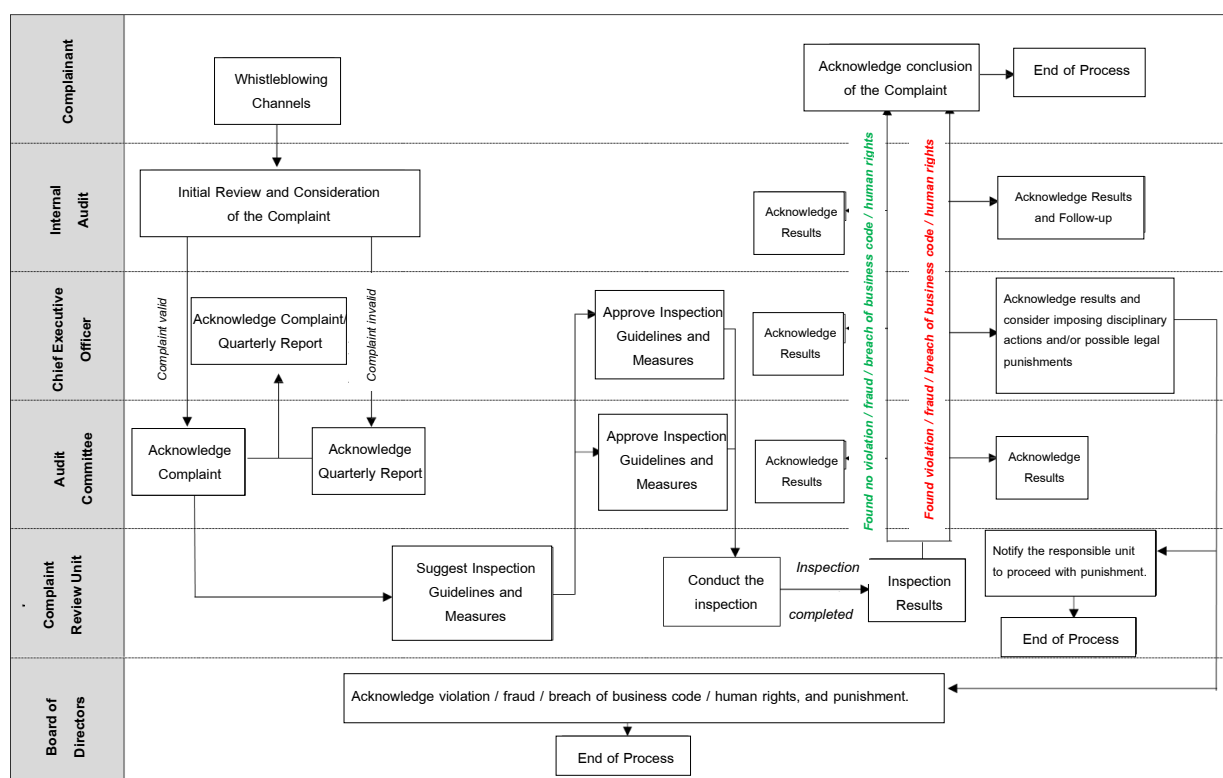 Complainant
Whistleblowing
Channels
Acknowledge conclusion
of the Complaint
End of Process
Internal
Audit
Initial Review and Consideration
of the Complaint
Acknowledge
Results
Acknowledge Results
and Follow-up
Found no violation / fraud / breach of business code / human rights
Found violation / fraud / breach of business code / human rights
Chief Executive
Officer
Complaint valid
Acknowledge Complaint/
Quarterly Report
Complaint invalid
Approve Inspection
Guidelines and
Measures
Acknowledge
Results
Acknowledge results and
consider imposing disciplinary
actions and/or possible legal
punishments
Audit
Committee
Acknowledge
Complaint
Acknowledge
Quarterly Report
Approve Inspection
Guidelines and
Measures
Acknowledge
Results
Acknowledge
Results
Complaint
Review Unit
Suggest Inspection
Guidelines and
Measures
Conduct the
inspection
Inspection
completed
Inspection
Results
Notify the responsible unit
to proceed with punishment.
End of Process
Board of
Directors
Acknowledge violation / fraud / breach of business code / human rights, and punishment.
End of Process